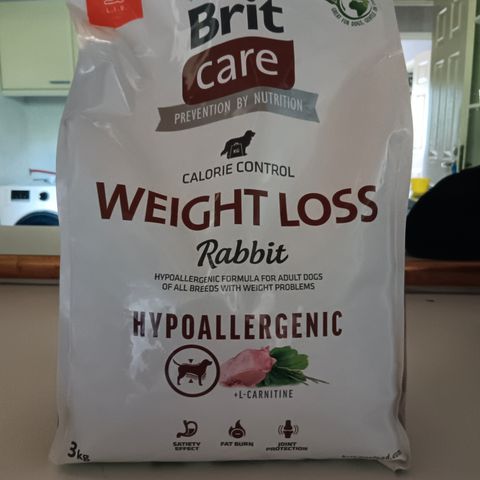 L.I.F.
Brit
care
PREVENTION BY NUTRITION
KG
CALORIE CONTROL
WEIGHT LOSS
Rabbit
HYPOALLERGENIC FORMULA FOR ADULT DOGS
OF ALL BREEDS WITH WEIGHT PROBLEMS
HYPOALLERGENIC
+L-CARNITINE
SATIETY
EFFECT
FAT BURN
JOINT
PROTECTION
3kg